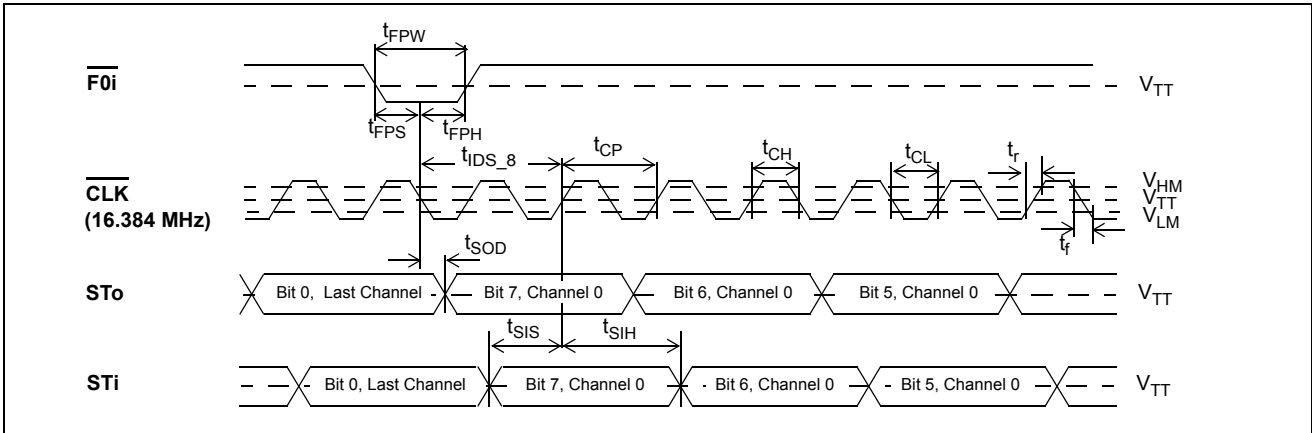 tFPW
F0i
VTT
tFPS
tFPH
tIDS_8
tCP
tCH
tCL
tr
CLK
(16.384 MHz)
VHM
VTT
VLM
tf
tSOD
STo
Bit 0, Last Channel
Bit 7, Channel 0
Bit 6, Channel 0
Bit 5, Channel 0
VTT
tSIS
tSIH
STi
Bit 0, Last Channel
Bit 7, Channel 0
Bit 6, Channel 0
Bit 5, Channel 0
VTT